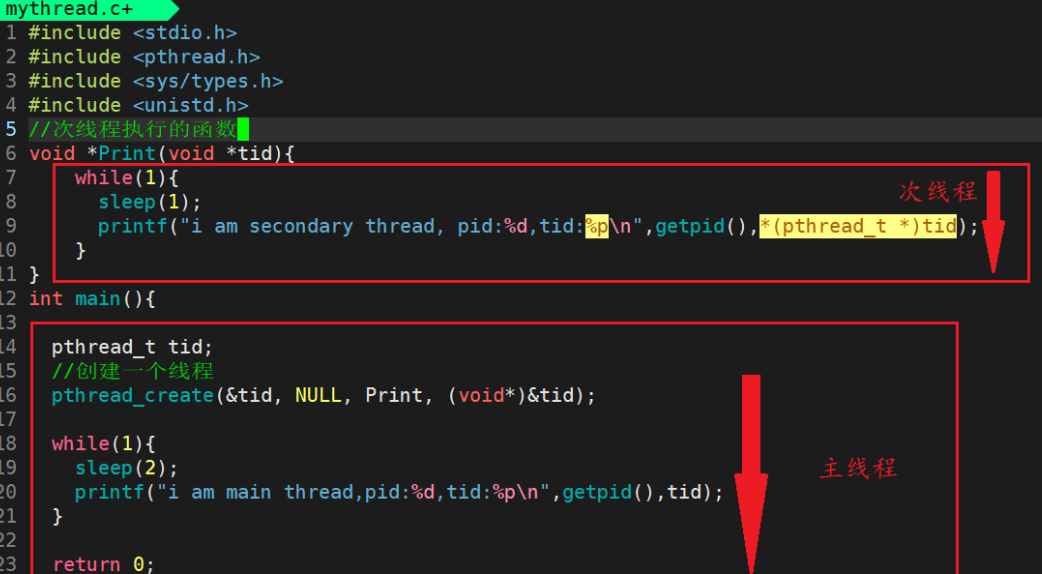 mythread.c+
1 #include <stdio.h>
2 #include <pthread.h>
3 #include <sys/types.h>
4 #include <unistd.h>
5 //次线程执行的函数
6 void *Print(void *tid){
7     while(1){
8       sleep(1);
9       printf("i am secondary thread, pid:%d,tid:%p\n",getpid(),*(pthread_t *)tid);
10     }
11 }
12 int main(){
13
14   pthread_t tid;
15   //创建一个线程
16   pthread_create(&tid, NULL, Print, (void*)&tid);
17
18   while(1){
19     sleep(2);
20     printf("i am main thread,pid:%d,tid:%p\n",getpid(),tid);
21   }
22
23   return 0;
次线程
主线程